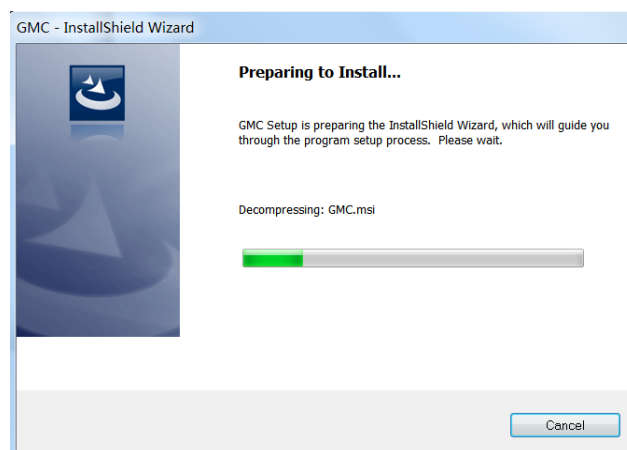 GMC - InstallShield Wizard
Preparing to Install...
GMC Setup is preparing the InstallShield Wizard, which will guide you
through the program setup process. Please wait.
Decompressing: GMC.msi
Cancel